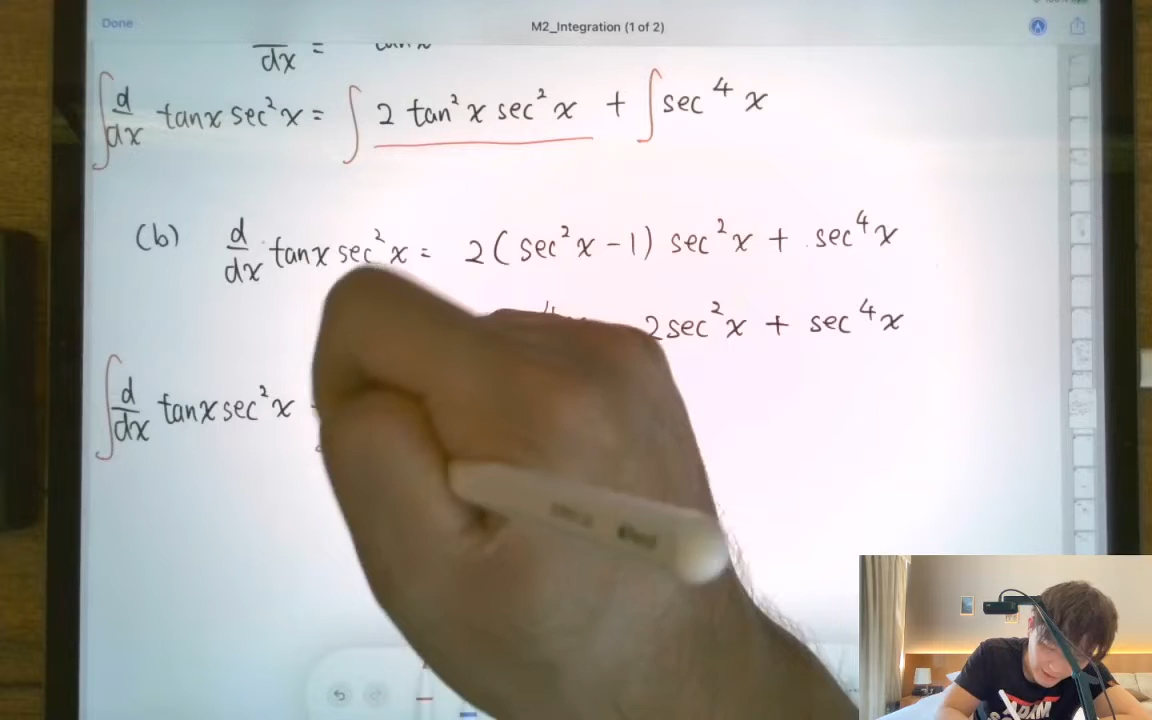 Done M2_Integration (1 of 2)
dx =
∫ d/dx tanx sec²x = ∫ 2 tan²x sec²x + ∫ sec⁴x
(b) d/dx tanx sec²x = 2(sec²x - 1) sec²x + sec⁴x
2sec²x + sec⁴x
∫ d/dx tanx sec²x